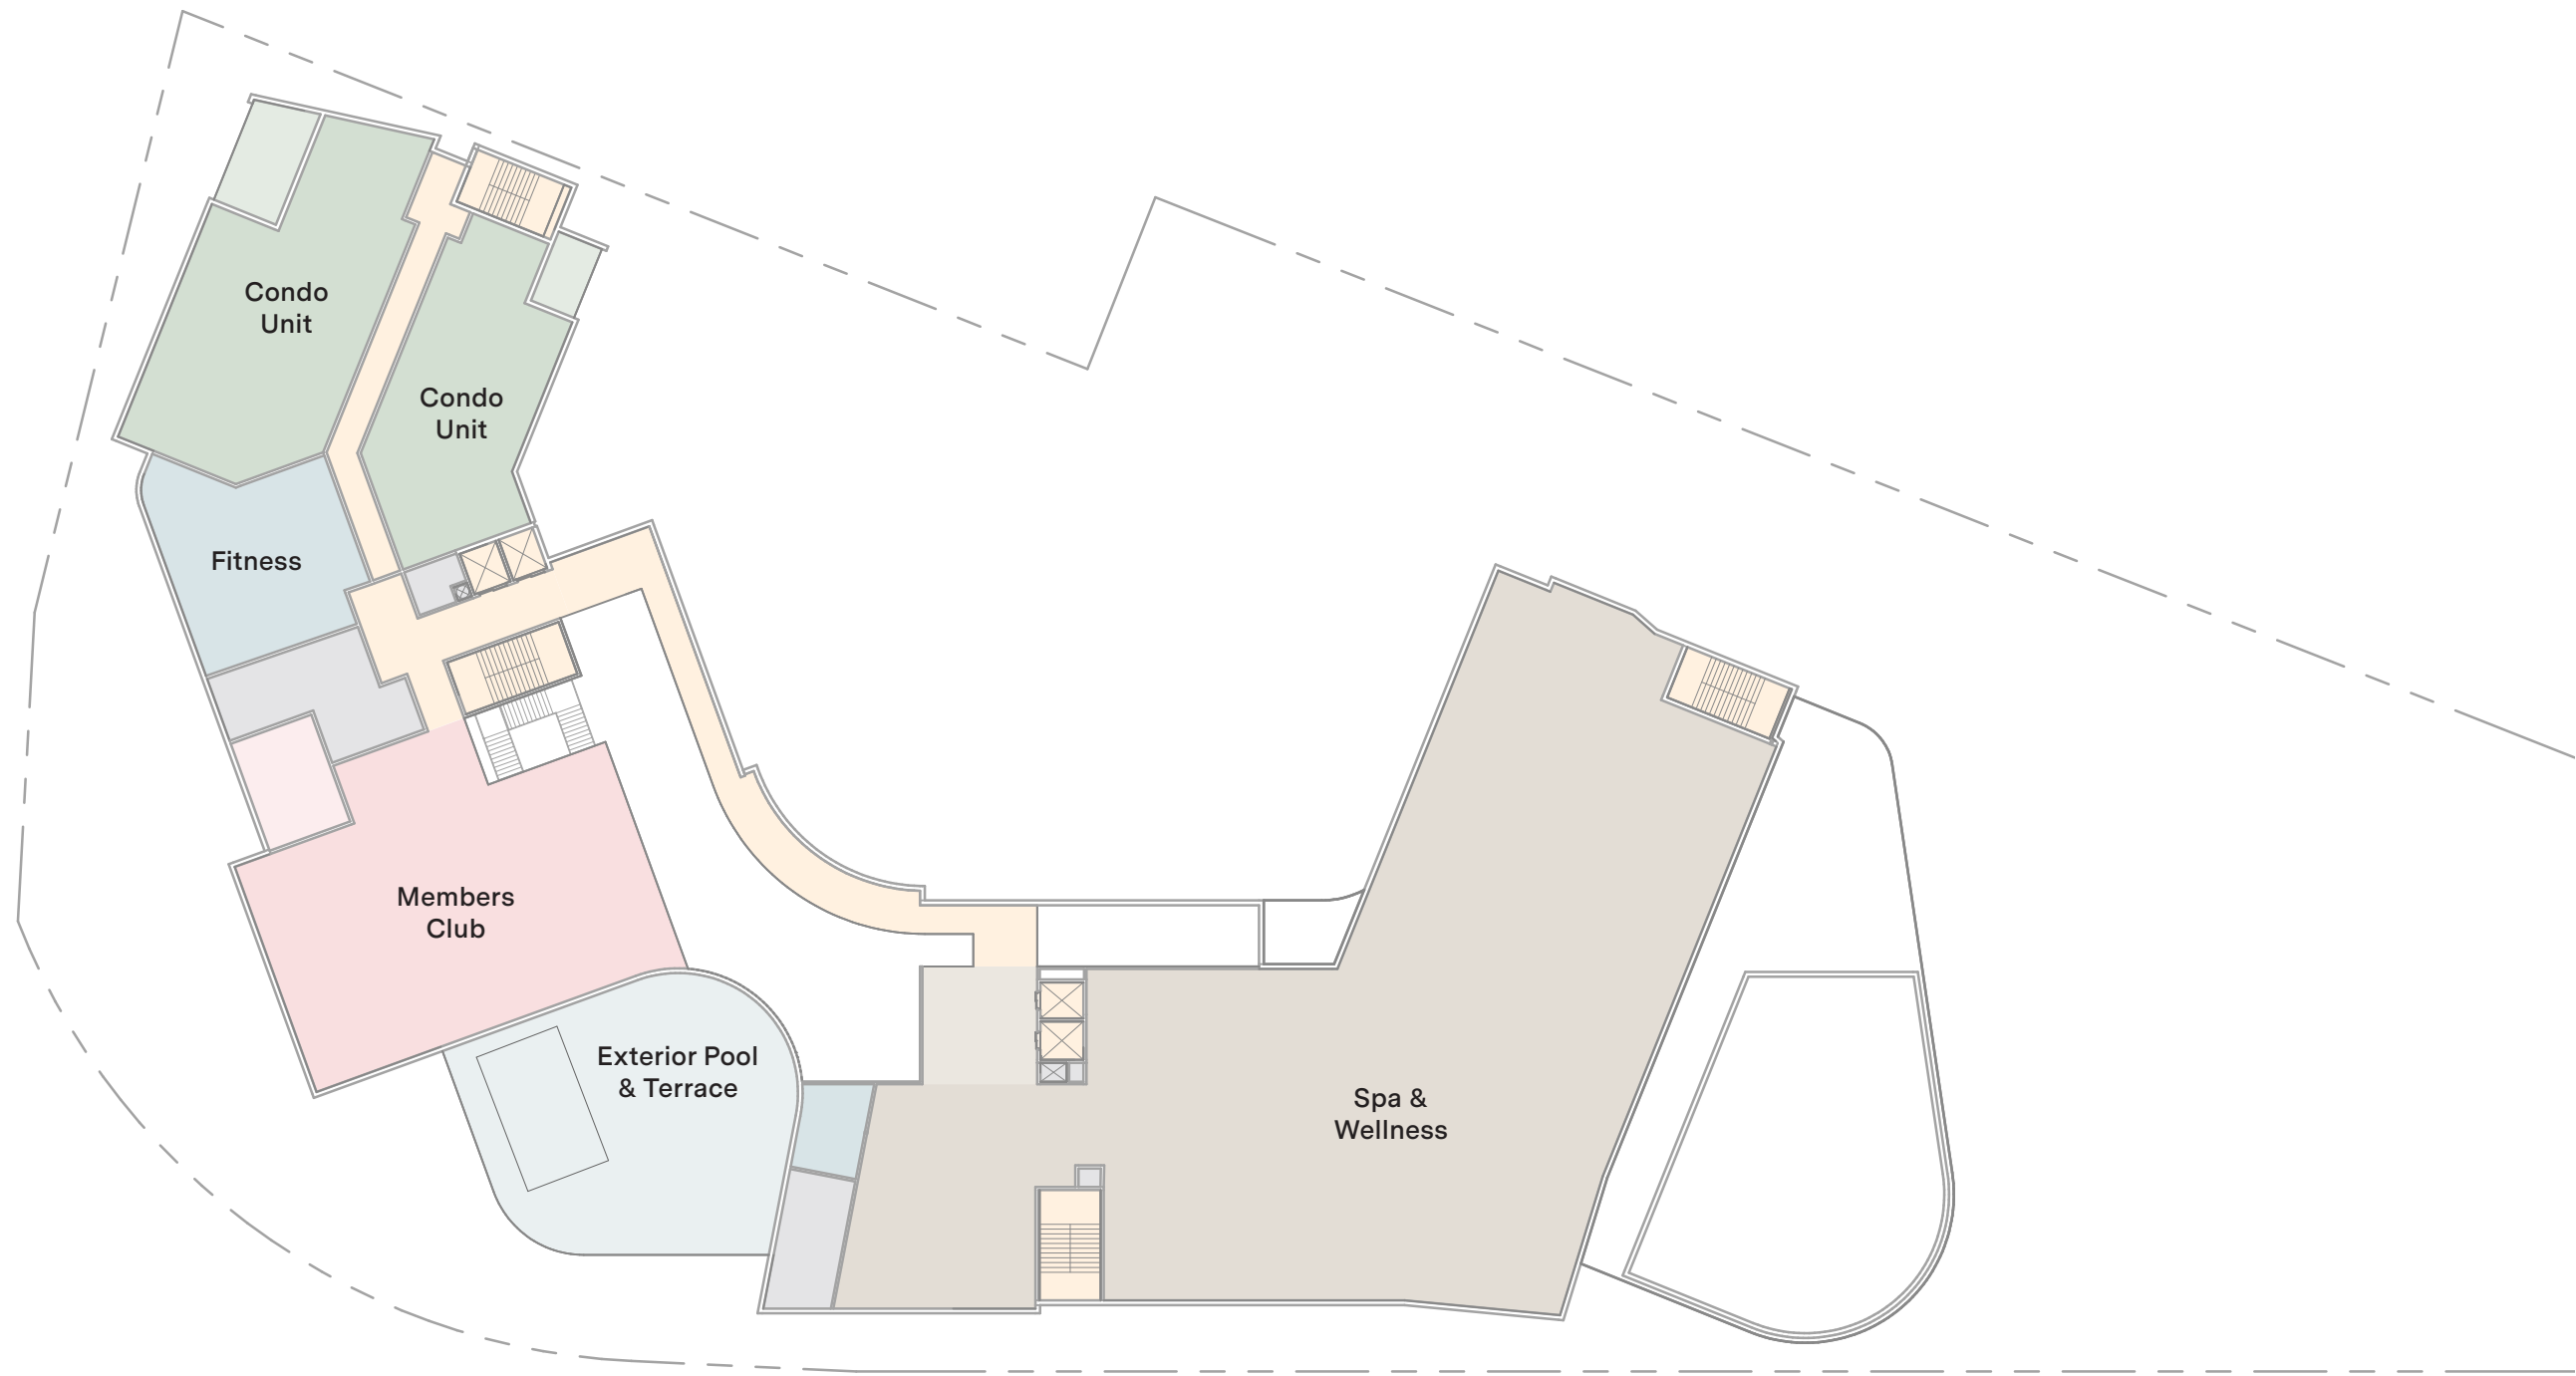 Condo
Unit
Condo
Unit
Fitness
Members
Club
Exterior Pool
& Terrace
Spa &
Wellness